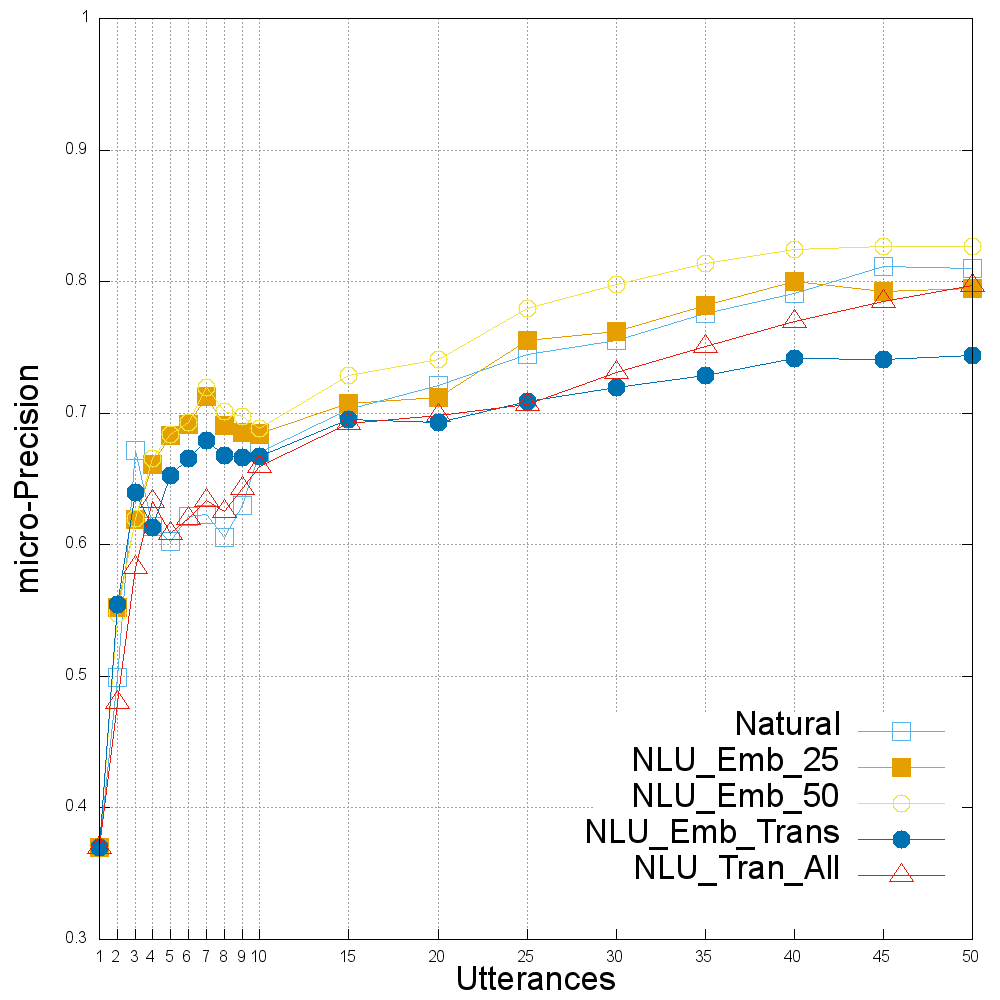 1
0.9
0.8
0.7
0.6
0.5
0.4
0.3
micro-Precision
1 2 3 4 5 6 7 8 9 10 15 20 25 30 35 40 45 50
Utterances
Natural
NLU_Emb_25
NLU_Emb_50
NLU_Emb_Trans
NLU_Tran_All